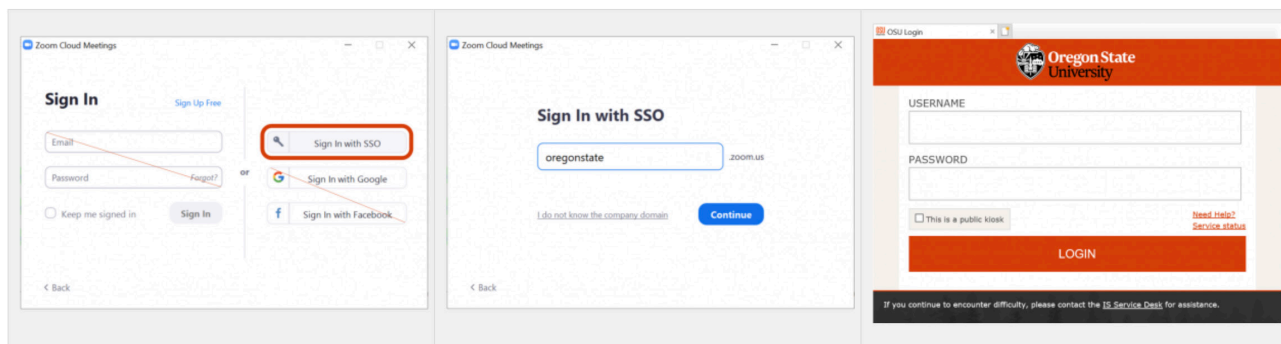 Zoom Cloud Meetings
Sign In
Sign Up Free
Email
Password
Forgot?
Keep me signed in
Sign In
or
Sign In with SSO
Sign In with Google
Sign In with Facebook
< Back
Zoom Cloud Meetings
Sign In with SSO
oregonstate
.zoom.us
I do not know the company domain
Continue
< Back
OSU Login
Oregon State
University
USERNAME
PASSWORD
This is a public kiosk
Need Help?
Service status
LOGIN
If you continue to encounter difficulty, please contact the IS Service Desk for assistance.